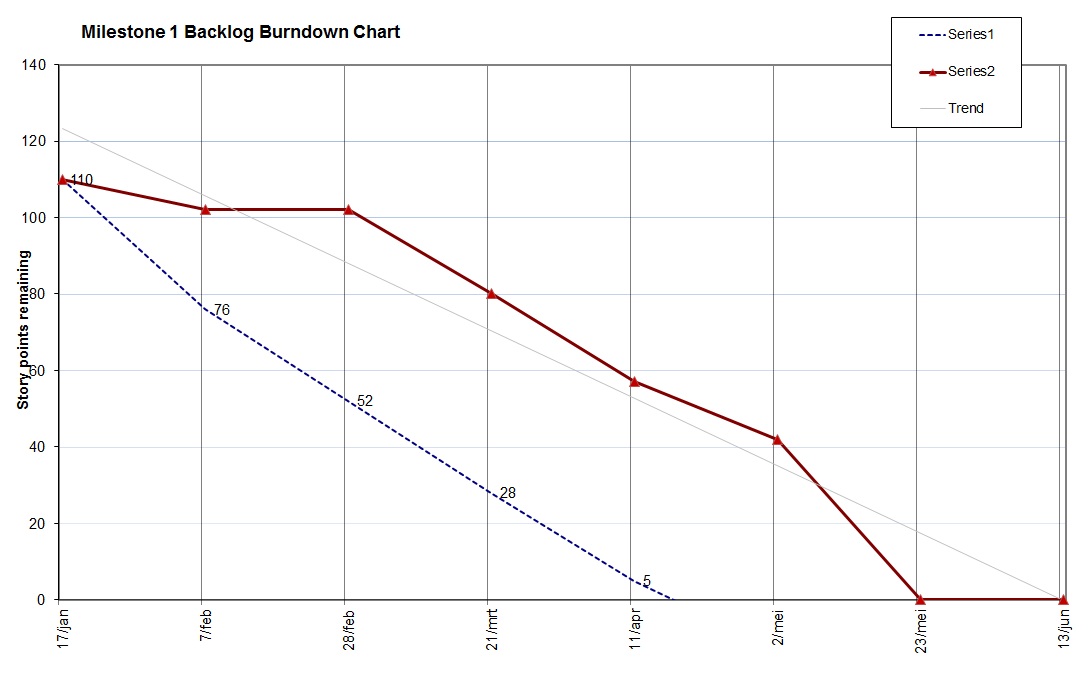 Milestone 1 Backlog Burndown Chart
Series1
Series2
Trend
Story points remaining
140
120
100
80
60
40
20
0
110
76
52
28
5
17/jan
7/feb
28/feb
21/mrt
11/apr
2/mei
23/mei
13/jun